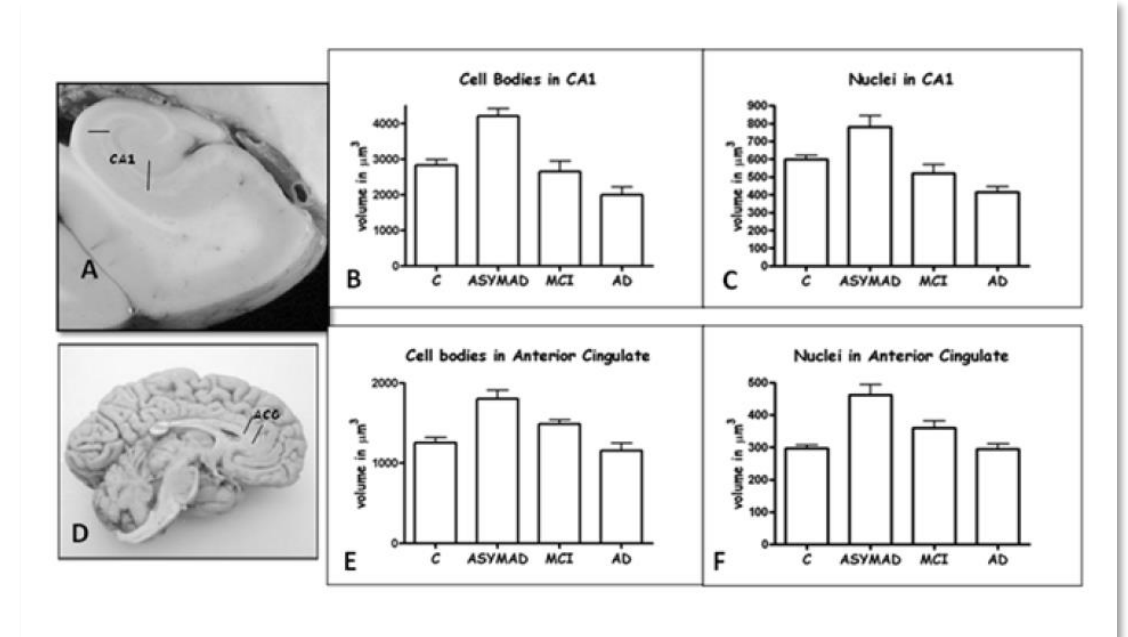 CA1
A
Cell Bodies in CA1
volume in µm³
4000
3000
2000
1000
0
C ASYMAD MCI AD
B
Nuclei in CA1
volume in µm³
900
800
700
600
500
400
300
200
100
0
C ASYMAD MCI AD
C
ACG
D
Cell bodies in Anterior Cingulate
volume in µm³
2000
1000
0
C ASYMAD MCI AD
E
Nuclei in Anterior Cingulate
volume in µm³
500
400
300
200
100
0
C ASYMAD MCI AD
F